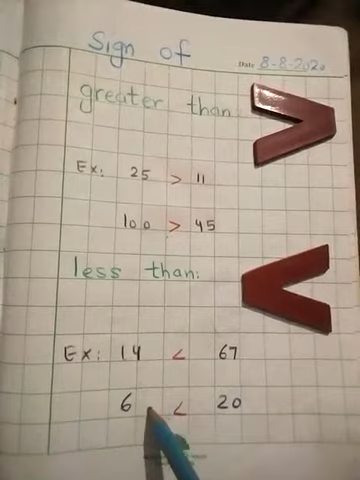 Sign of
Date 8-8-2020
greater than
Ex: 25 > 11
100 > 45
less than:
Ex: 14 < 67
6 < 20